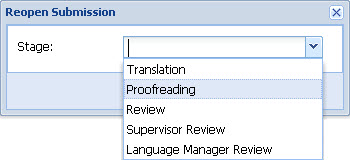 Reopen Submission
Stage:
Translation
Proofreading
Review
Supervisor Review
Language Manager Review